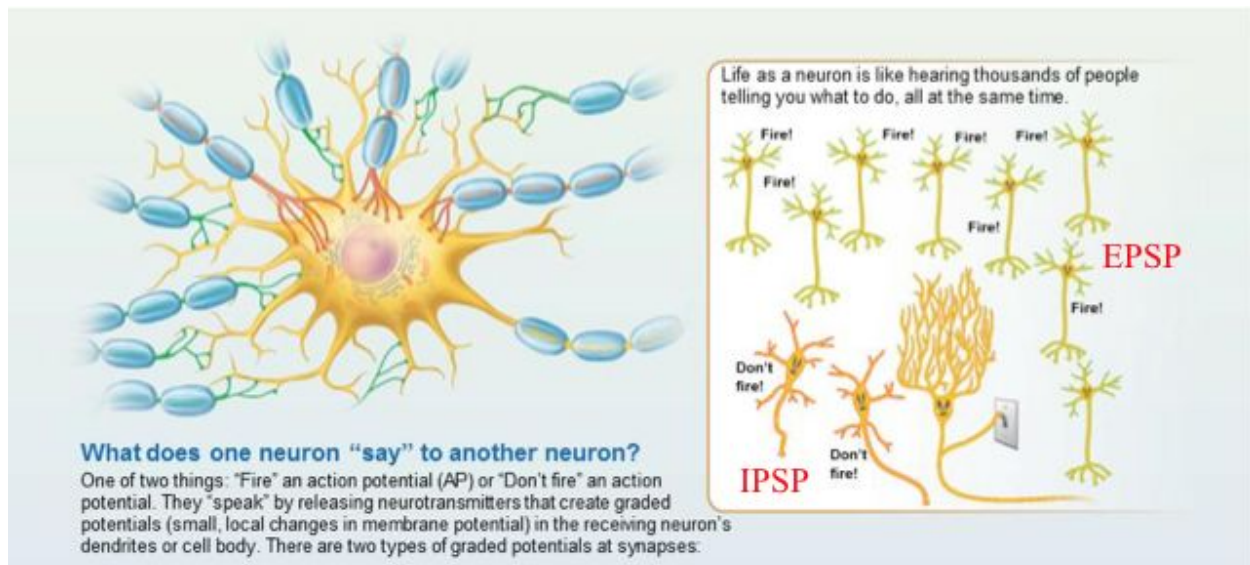 Life as a neuron is like hearing thousands of people
telling you what to do, all at the same time.
Fire!
Fire!
Fire!
Fire!
Fire!
Fire!
EPSP
Fire!
Don't
fire!
Don't
fire!
IPSP
What does one neuron “say” to another neuron?
One of two things: “Fire” an action potential (AP) or “Don't fire” an action
potential. They “speak” by releasing neurotransmitters that create graded
potentials (small, local changes in membrane potential) in the receiving neuron's
dendrites or cell body. There are two types of graded potentials at synapses: